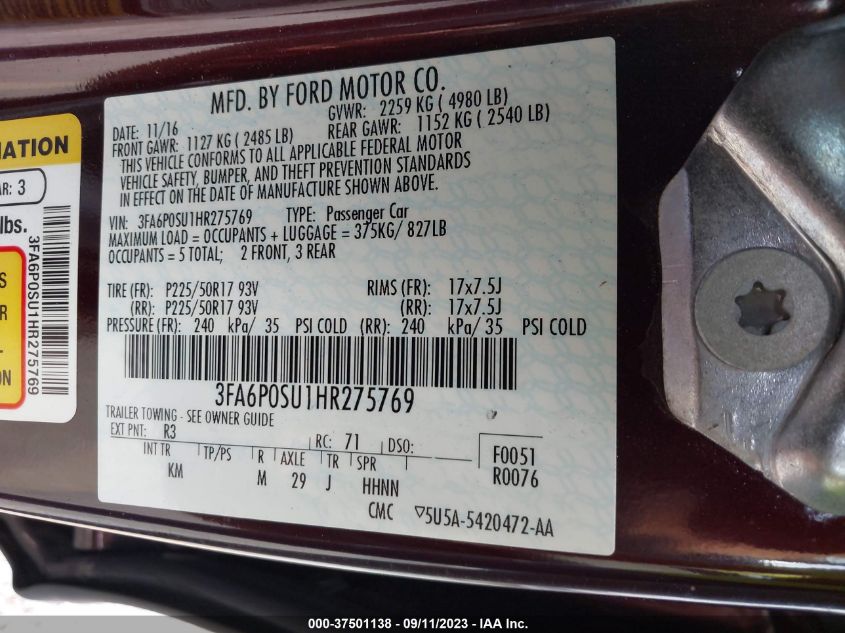 MFD. BY FORD MOTOR CO.
DATE: 11/16
GVWR: 2259 KG ( 4980 LB)
FRONT GAWR: 1127 KG ( 2485 LB)
REAR GAWR: 1152 KG ( 2540 LB)
THIS VEHICLE CONFORMS TO ALL APPLICABLE FEDERAL MOTOR
VEHICLE SAFETY, BUMPER, AND THEFT PREVENTION STANDARDS
IN EFFECT ON THE DATE OF MANUFACTURE SHOWN ABOVE.
VIN: 3FA6P0SU1HR275769 TYPE: Passenger Car
MAXIMUM LOAD = OCCUPANTS + LUGGAGE = 375KG/ 827LB
OCCUPANTS = 5 TOTAL; 2 FRONT, 3 REAR
TIRE (FR): P225/50R17 93V RIMS (FR): 17x7.5J
(RR): P225/50R17 93V (RR): 17x7.5J
PRESSURE (FR): 240 kPa/ 35 PSI COLD (RR): 240 kPa/ 35 PSI COLD
3FA6P0SU1HR275769
TRAILER TOWING - SEE OWNER GUIDE
EXT PNT: R3 RC: 71 DSO:
INT TR TP/PS R AXLE TR SPR
KM M 29 J HHNN
F0051
R0076
CMC ▽5U5A-5420472-AA
MATION
AR: 3
lbs.
S
R
L-
ON
3FA6P0SU1HR275769
000-37501138 - 09/11/2023 - IAA Inc.